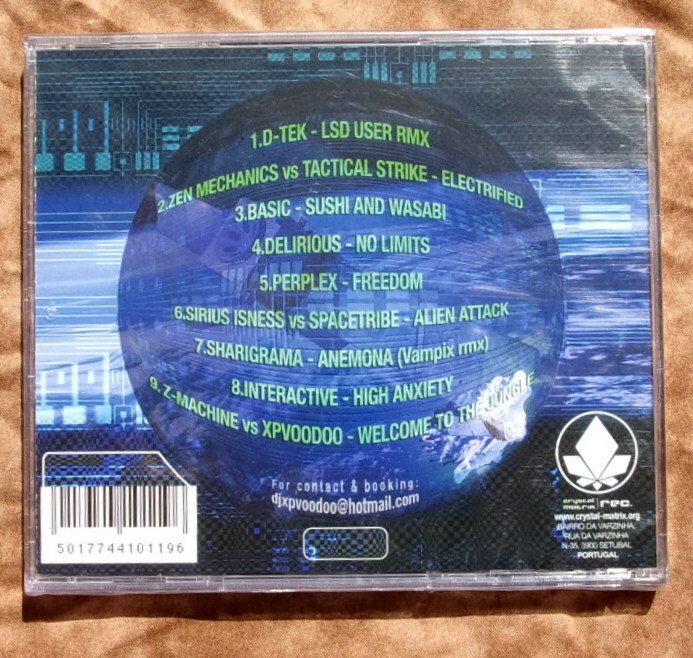 1.D-TEK - LSD USER RMX
2.ZEN MECHANICS vs TACTICAL STRIKE - ELECTRIFIED
3.BASIC - SUSHI AND WASABI
4.DELIRIOUS - NO LIMITS
5.PERPLEX - FREEDOM
6.SIRIUS ISNESS vs SPACETRIBE - ALIEN ATTACK
7.SHARIGRAMA - ANEMONA (Vampix rmx)
8.INTERACTIVE - HIGH ANXIETY
9. Z-MACHINE vs XPVOODOO - WELCOME TO THE JUNGLE
For contact & booking:
djxpvoodoo@hotmail.com
5017744101196
crystal
matrix rec.
www.crystal-matrix.org
BAIRRO DA VARZINHA,
RUA DA VARZINHA
N-35, 3900 SETUBAL
PORTUGAL